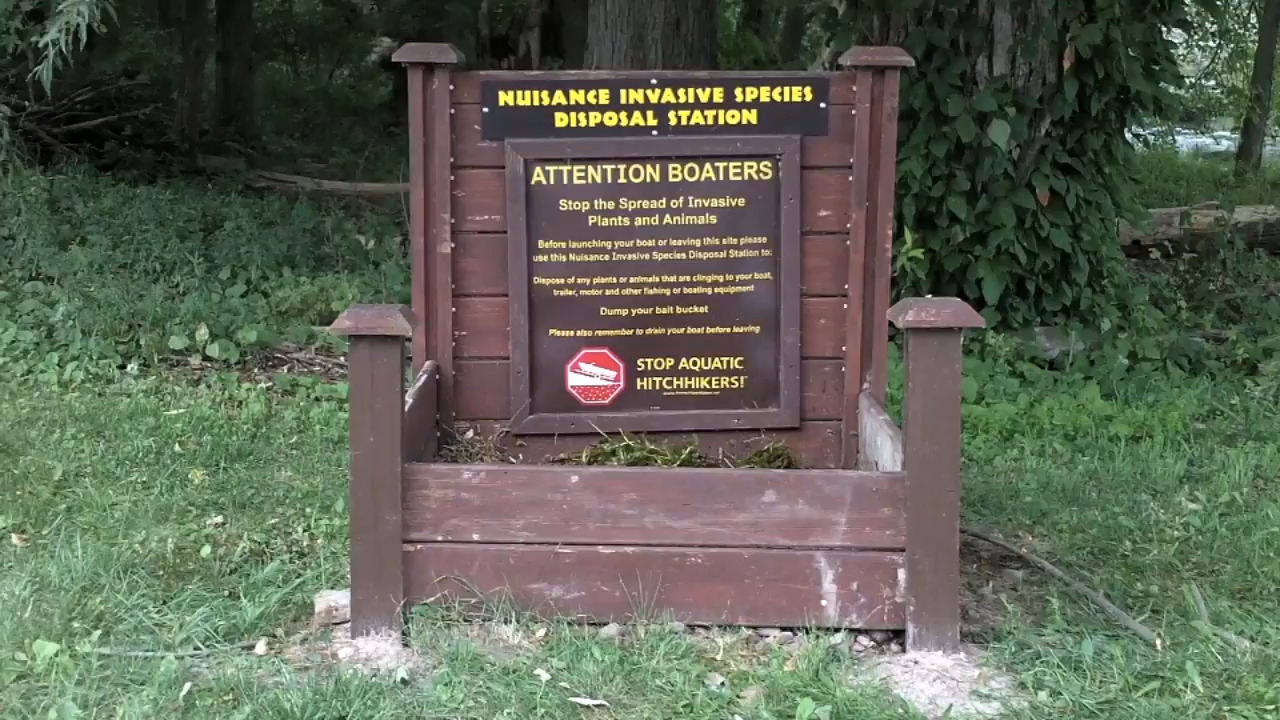 NUISANCE INVASIVE SPECIES
DISPOSAL STATION
ATTENTION BOATERS
Stop the Spread of Invasive
Plants and Animals
Before launching your boat or leaving this site please
use this Nuisance Invasive Species Disposal Station to:
Dispose of any plants or animals that are clinging to your boat,
trailer, motor and other fishing or boating equipment
Dump your bait bucket
Please also remember to drain your boat before leaving
STOP AQUATIC
HITCHHIKERS!